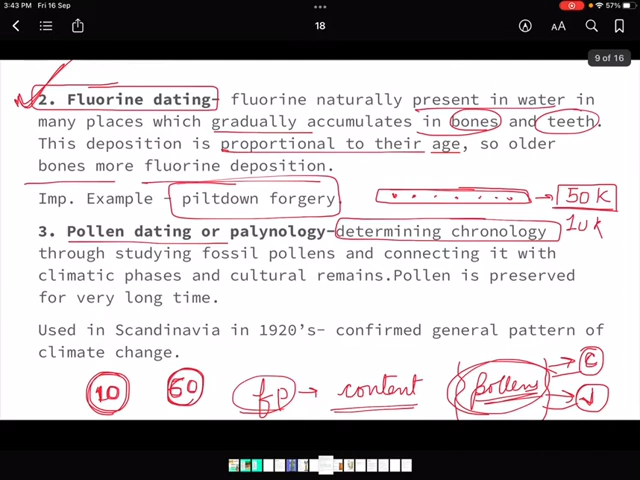 3:43 PM Fri 16 Sep
57%
18
AA
9 of 16
2. Fluorine dating- fluorine naturally present in water in
many places which gradually accumulates in bones and teeth.
This deposition is proportional to their age, so older
bones more fluorine deposition.
Imp. Example - piltdown forgery.
50K
10K
3. Pollen dating or palynology-determining chronology
through studying fossil pollens and connecting it with
climatic phases and cultural remains.Pollen is preserved
for very long time.
Used in Scandinavia in 1920's- confirmed general pattern of
climate change.
10 60 fp → content pollens
C